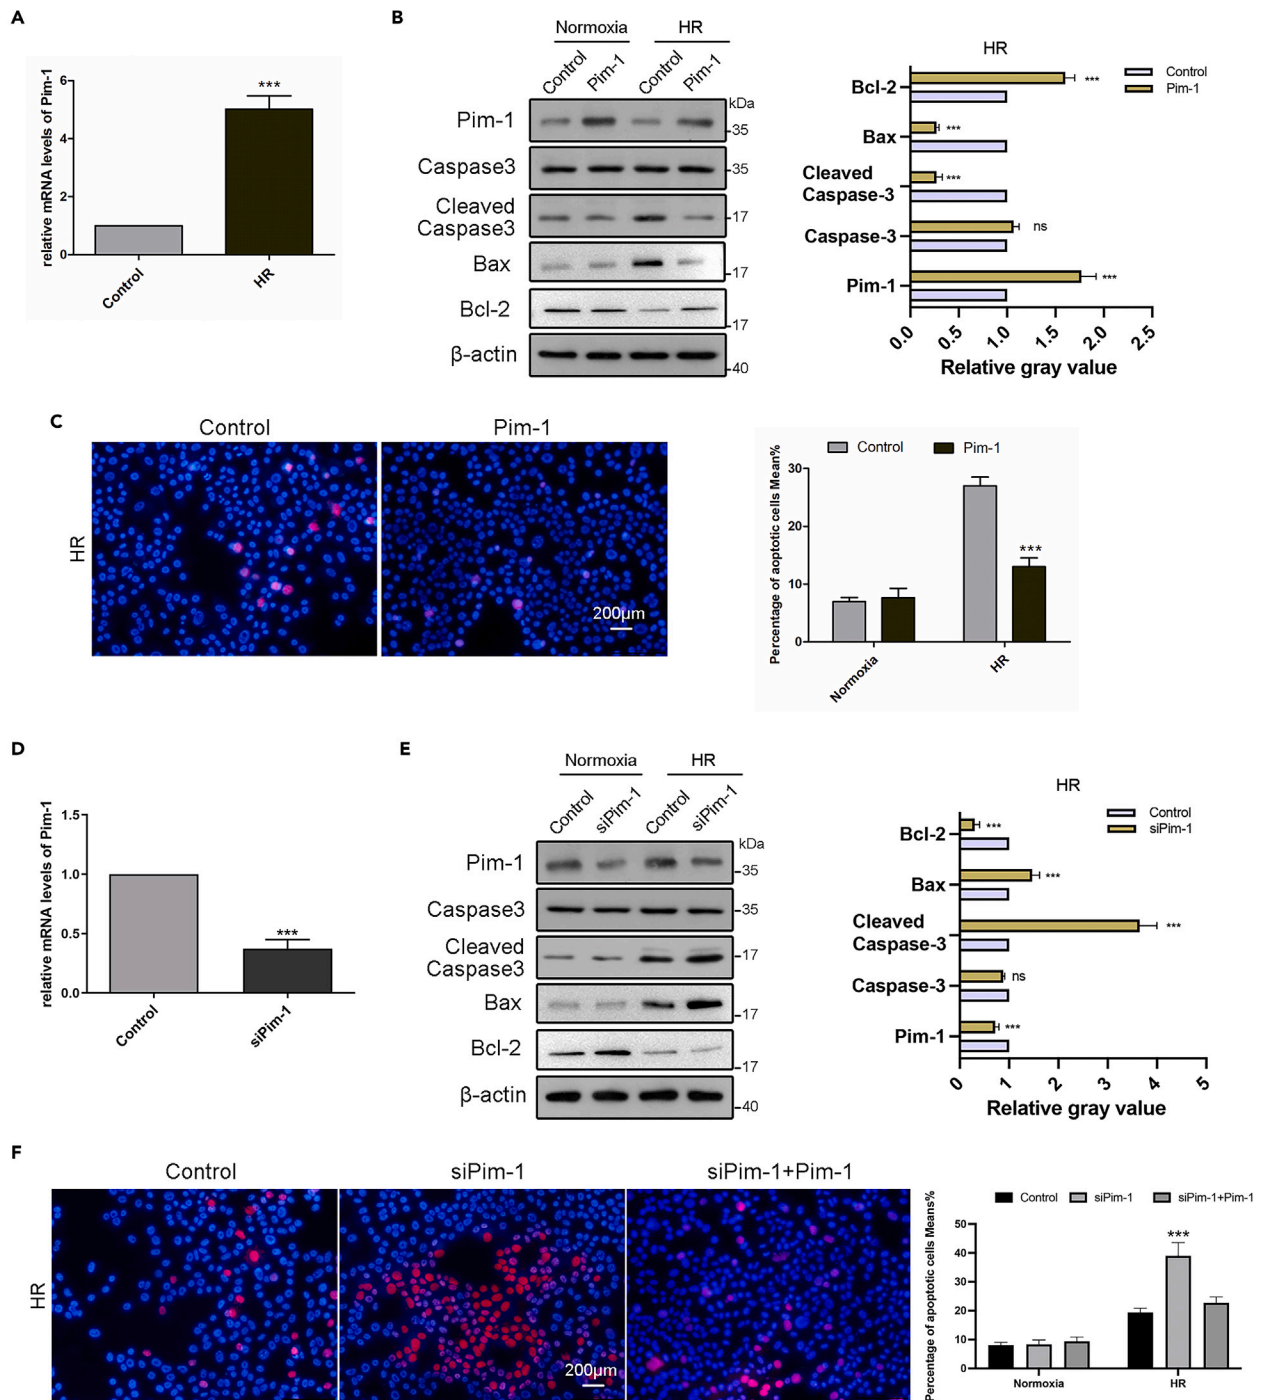 A
relative mRNA levels of Pim-1
6
4
2
0
***
Control
HR
B
Normoxia
HR
Control
Pim-1
Control
Pim-1
kDa
Pim-1
35
Caspase3
35
Cleaved
Caspase3
17
Bax
17
Bcl-2
17
β-actin
40
HR
Control
Pim-1
Bcl-2
***
Bax
***
Cleaved
Caspase-3
***
Caspase-3
ns
Pim-1
***
0.0
0.5
1.0
1.5
2.0
2.5
Relative gray value
C
Control
Pim-1
HR
200μm
Control
Pim-1
Percentage of aoptotic cells Mean%
30
20
10
0
***
Normoxia
HR
D
relative mRNA levels of Pim-1
1.5
1.0
0.5
0.0
***
Control
siPim-1
E
Normoxia
HR
Control
siPim-1
Control
siPim-1
kDa
Pim-1
35
Caspase3
35
Cleaved
Caspase3
17
Bax
17
Bcl-2
17
β-actin
40
HR
Control
siPim-1
Bcl-2
***
Bax
***
Cleaved
Caspase-3
***
Caspase-3
ns
Pim-1
***
0
1
2
3
4
5
Relative gray value
F
Control
siPim-1
siPim-1+Pim-1
HR
200μm
Control
siPim-1
siPim-1+Pim-1
Percentage of apoptotic cells Means%
50
40
30
20
10
0
***
Normoxia
HR